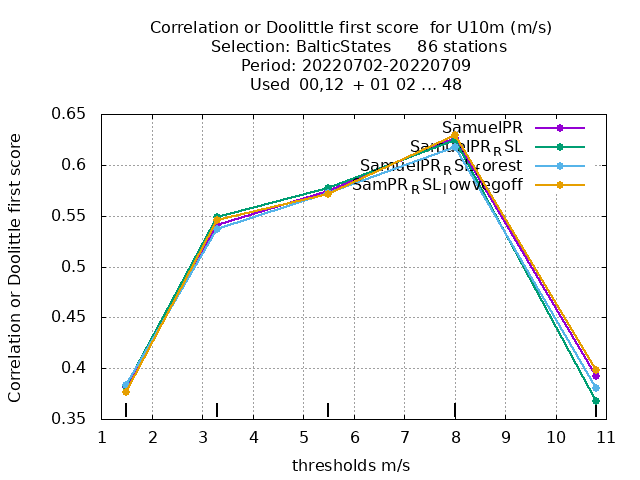 Correlation or Doolittle first score  for U10m (m/s)
Selection: BalticStates     86 stations
Period: 20220702-20220709
Used  00,12  + 01 02 ... 48
Correlation or Doolittle first score
0.65
0.6
0.55
0.5
0.45
0.4
0.35
SamuelPR
SamuelPR_RSL
SamuelPR_RSL_forest
SamPR_RSL_lowvegoff
1 2 3 4 5 6 7 8 9 10 11
thresholds m/s